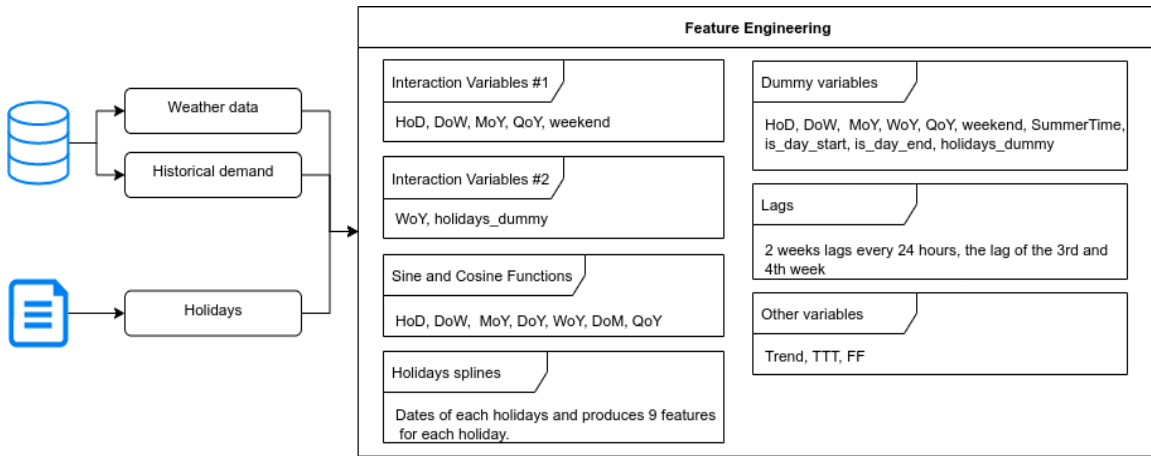 Feature Engineering
Weather data
Historical demand
Holidays
Interaction Variables #1
HoD, DoW, MoY, QoY, weekend
Interaction Variables #2
WoY, holidays_dummy
Sine and Cosine Functions
HoD, DoW, MoY, DoY, WoY, DoM, QoY
Holidays splines
Dates of each holidays and produces 9 features
for each holiday.
Dummy variables
HoD, DoW, MoY, WoY, QoY, weekend, SummerTime,
is_day_start, is_day_end, holidays_dummy
Lags
2 weeks lags every 24 hours, the lag of the 3rd and
4th week
Other variables
Trend, TTT, FF